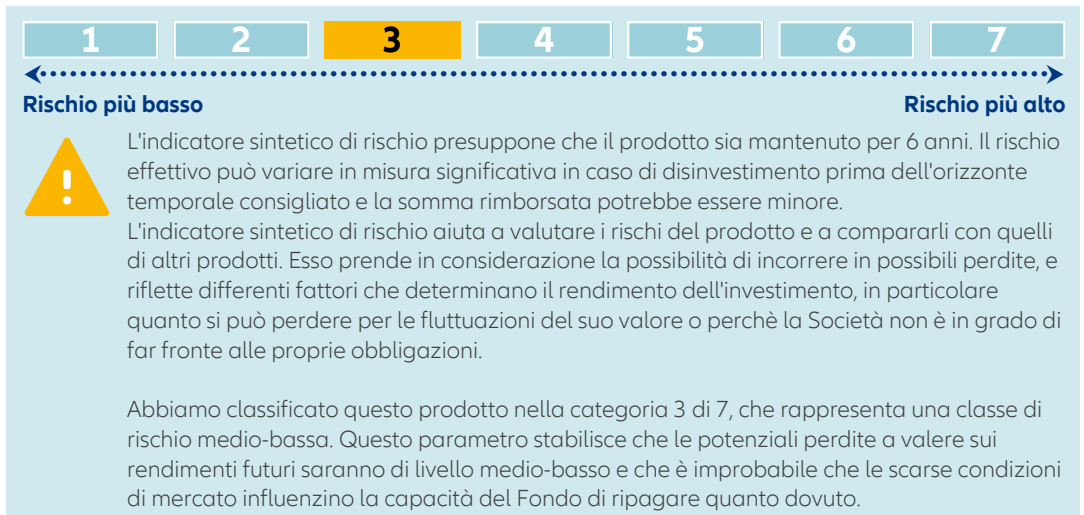 1 2 3 4 5 6 7
Rischio più basso Rischio più alto
L'indicatore sintetico di rischio presuppone che il prodotto sia mantenuto per 6 anni. Il rischio
effettivo può variare in misura significativa in caso di disinvestimento prima dell'orizzonte
temporale consigliato e la somma rimborsata potrebbe essere minore.
L'indicatore sintetico di rischio aiuta a valutare i rischi del prodotto e a compararli con quelli
di altri prodotti. Esso prende in considerazione la possibilità di incorrere in possibili perdite, e
riflette differenti fattori che determinano il rendimento dell'investimento, in particolare
quanto si può perdere per le fluttuazioni del suo valore o perchè la Società non è in grado di
far fronte alle proprie obbligazioni.
Abbiamo classificato questo prodotto nella categoria 3 di 7, che rappresenta una classe di
rischio medio-bassa. Questo parametro stabilisce che le potenziali perdite a valere sui
rendimenti futuri saranno di livello medio-basso e che è improbabile che le scarse condizioni
di mercato influenzino la capacità del Fondo di ripagare quanto dovuto.